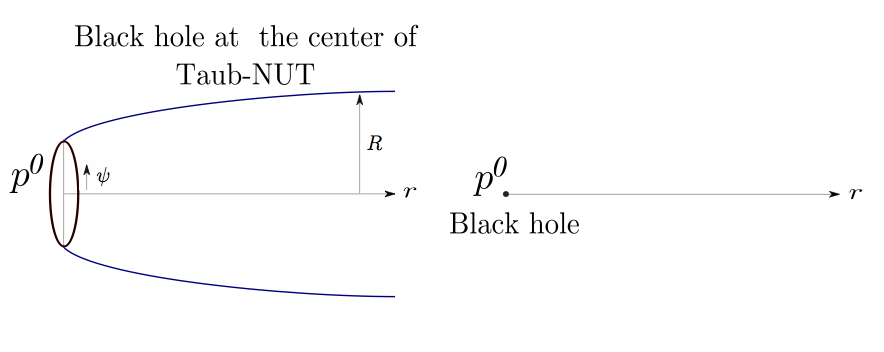 Black hole at the center of
Taub-NUT
R
p⁰
ψ
r
p⁰
r
Black hole